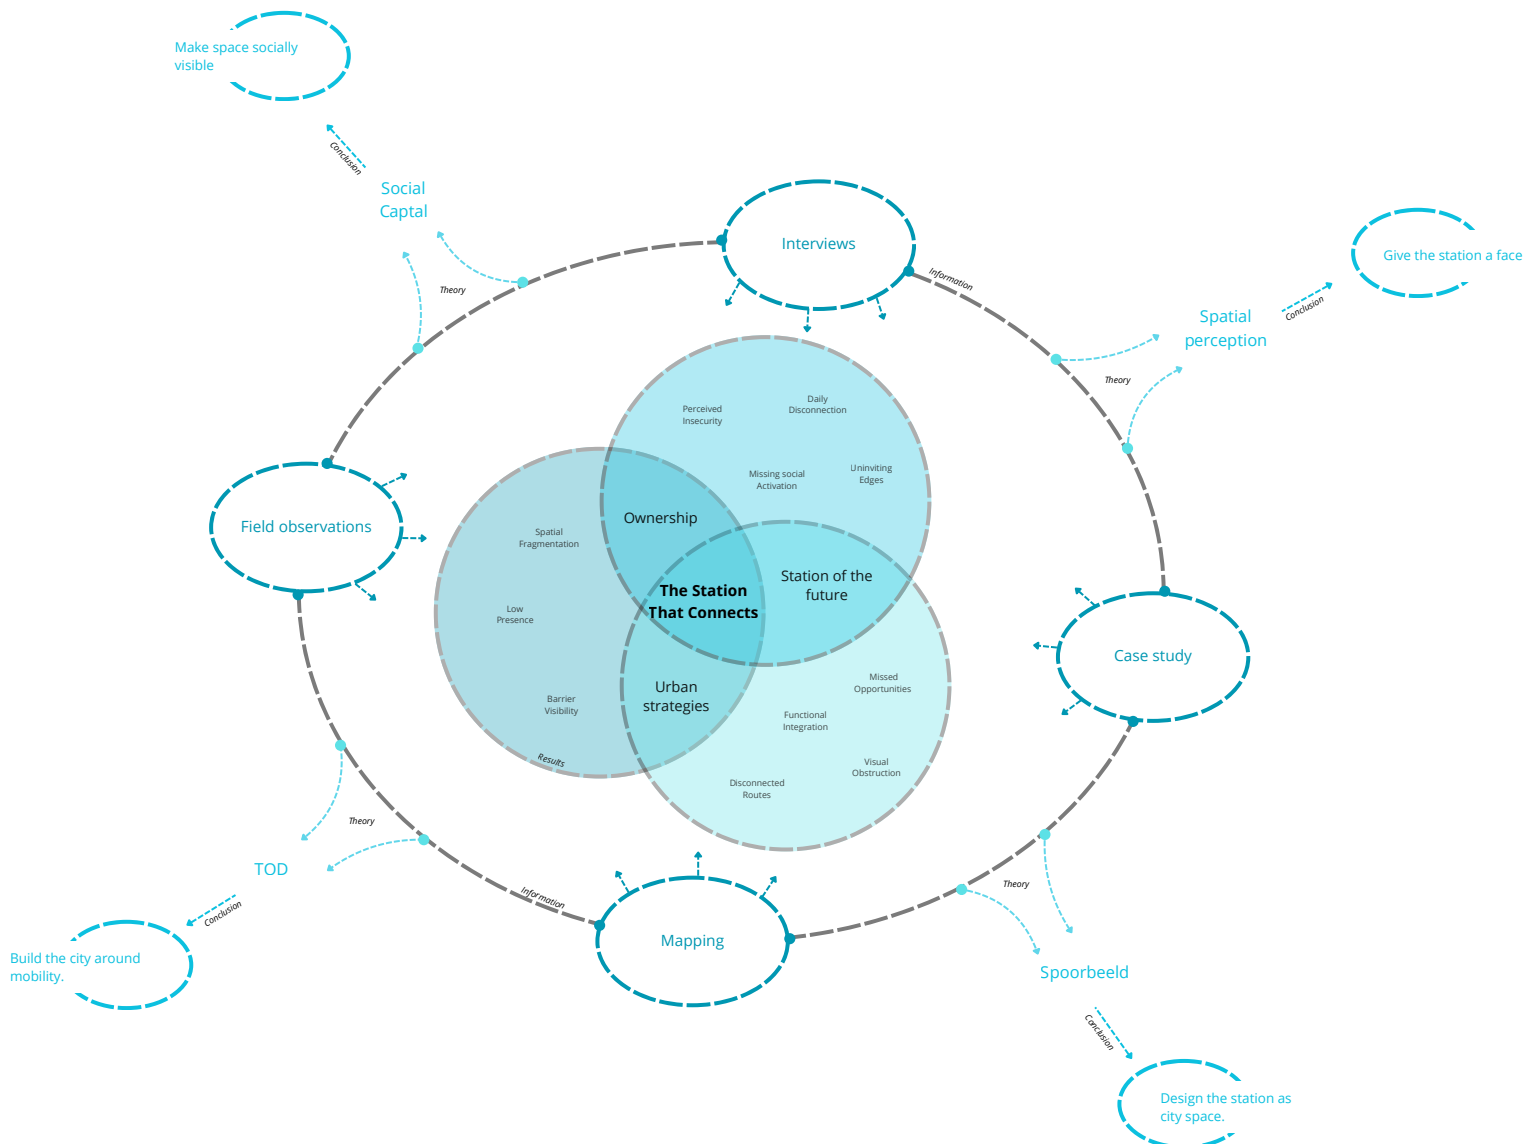 Make space socially
visible
Conclusion
Social
Captal
Theory
Interviews
Information
Give the station a face
Conclusion
Spatial
perception
Theory
Perceived
Insecurity
Daily
Disconnection
Missing social
Activation
Uninviting
Edges
Field observations
Ownership
Spatial
Fragmentation
Station of the
future
The Station
That Connects
Low
Presence
Case study
Urban
strategies
Barrier
Visibility
Results
Missed
Opportunities
Functional
Integration
Visual
Obstruction
Disconnected
Routes
Theory
TOD
Conclusion
Build the city around
mobility.
Information
Mapping
Theory
Spoorbeeld
Conclusion
Design the station as
city space.